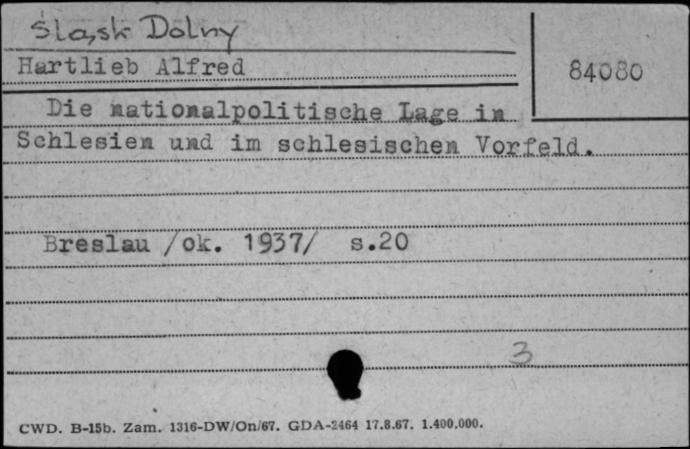 Śląsk Dolny
Hartlieb Alfred
84080
Die nationalpolitische Lage in
Schlesien und im schlesischen Vorfeld.
Breslau /ok. 1937/ s.20
3
CWD. B-15b. Zam. 1316-DW/On/67. GDA-2464 17.8.67. 1.400.000.